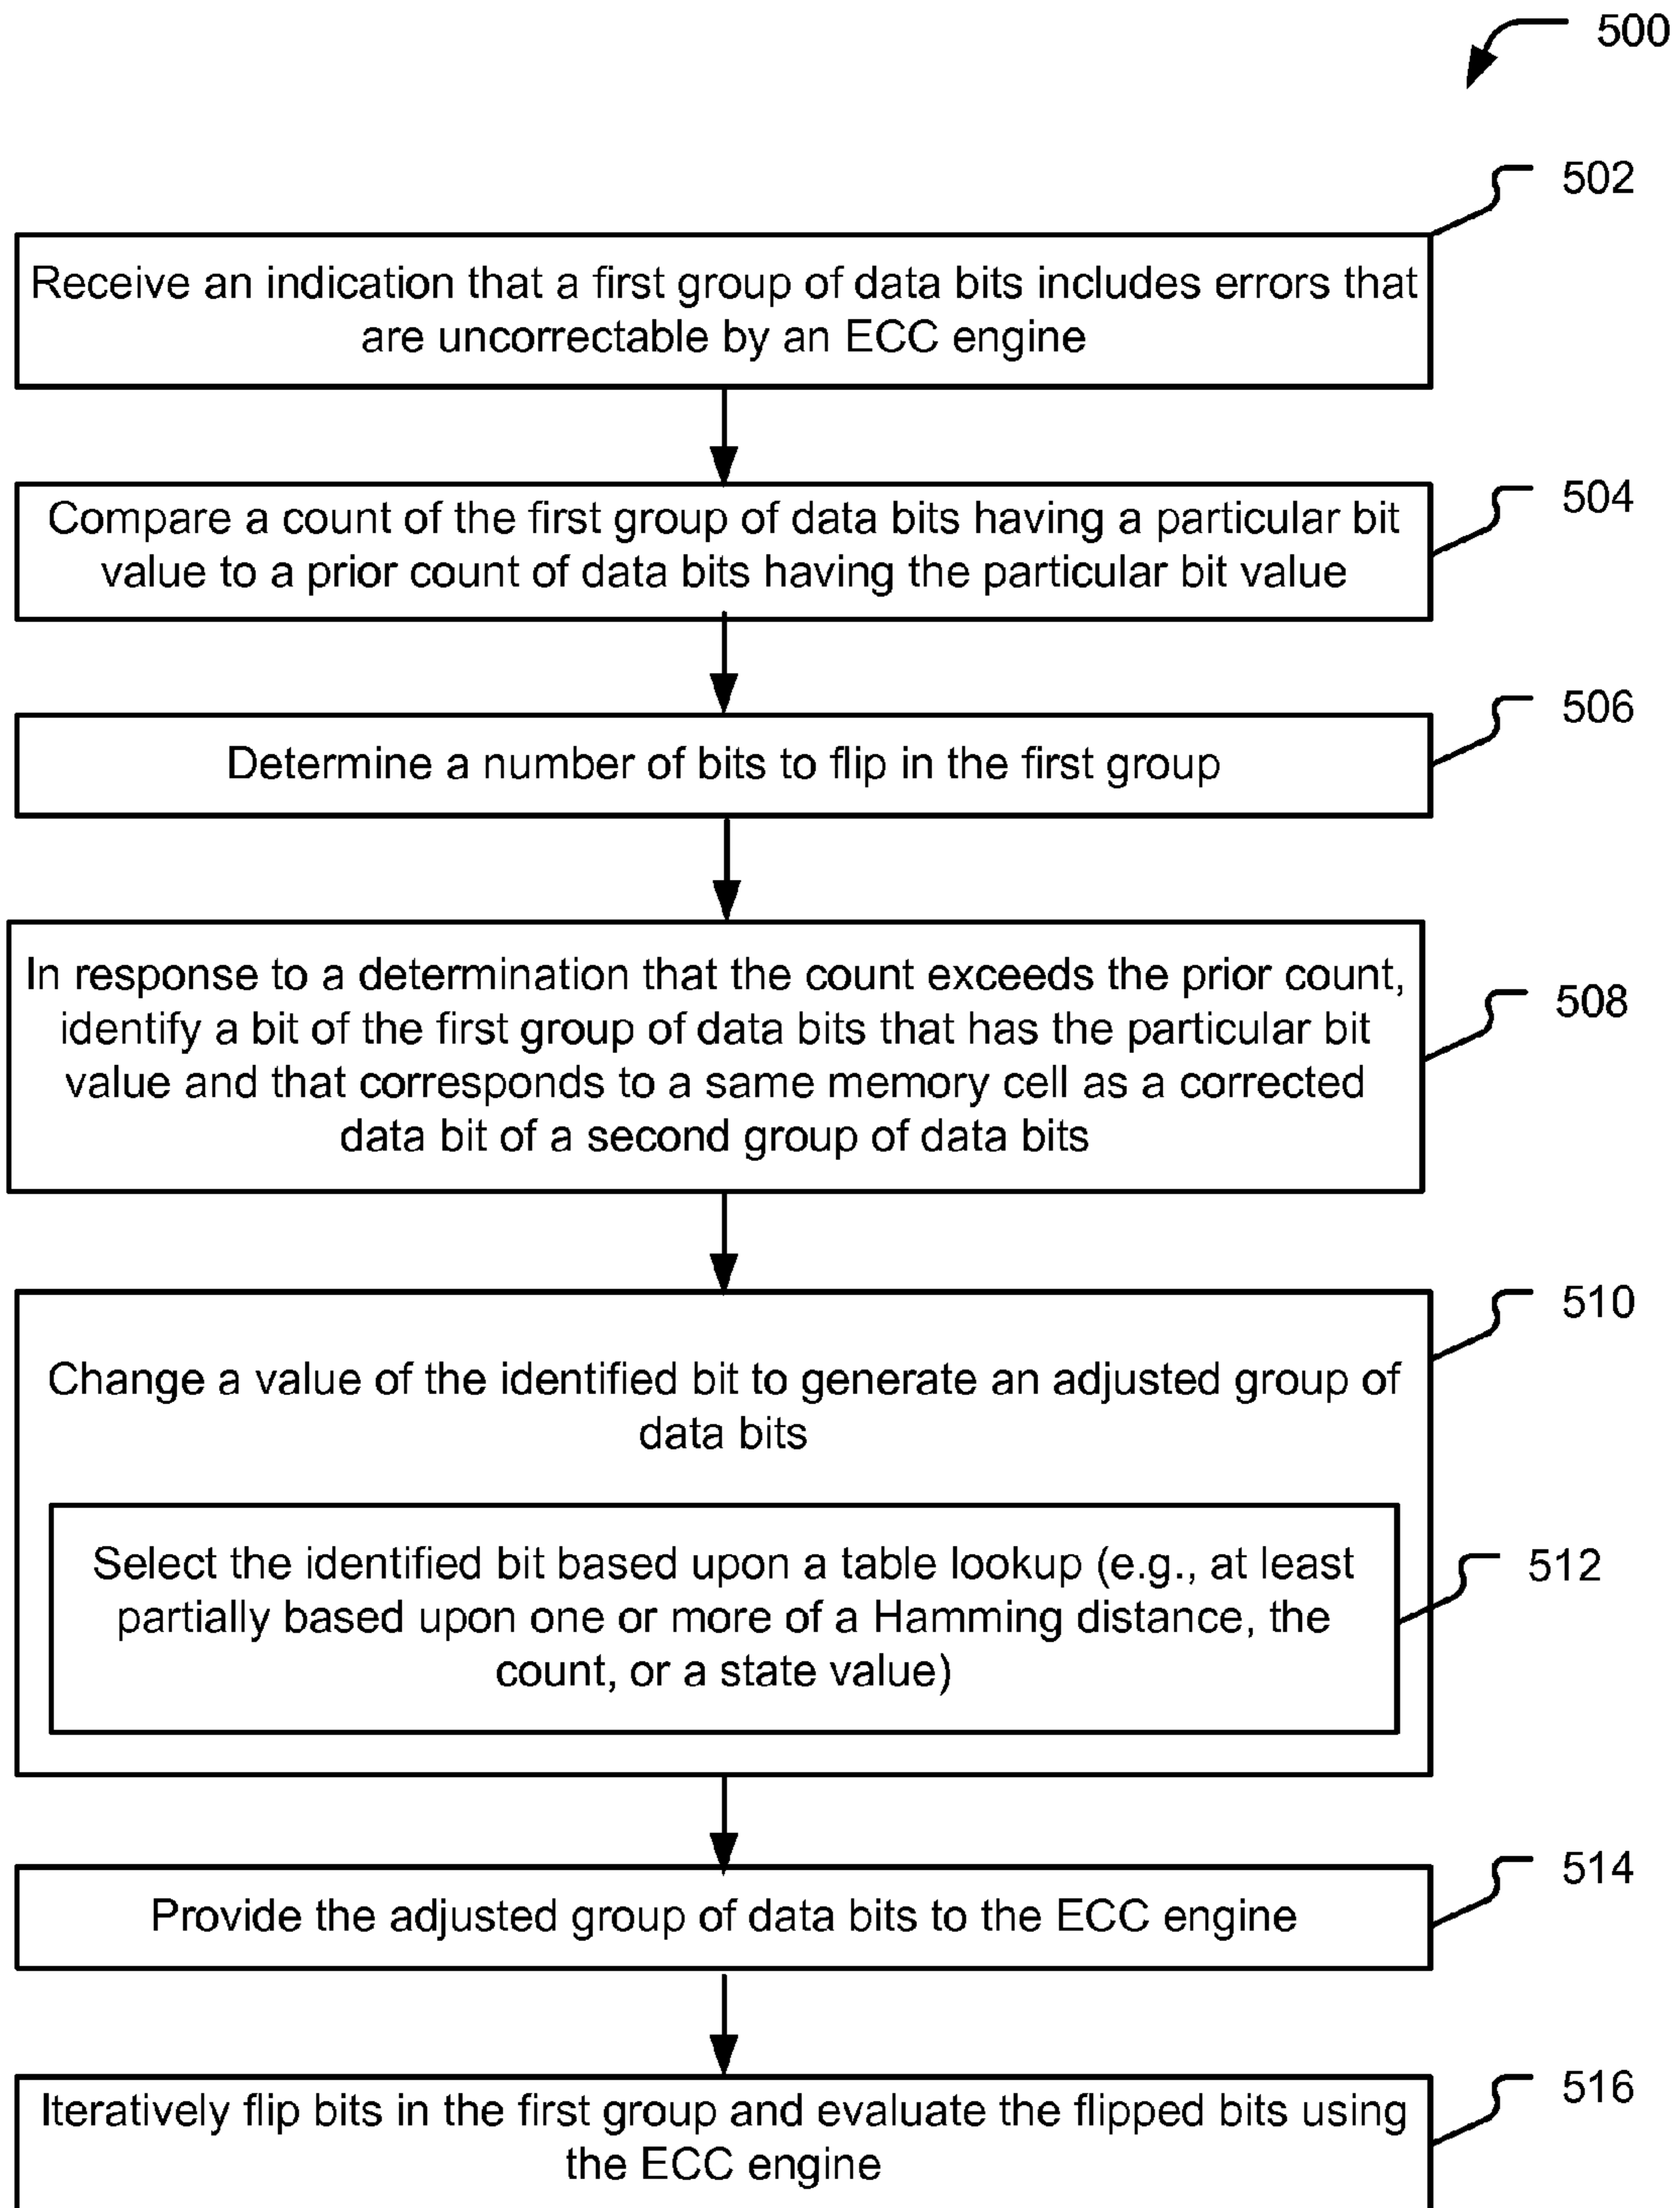 500
502
Receive an indication that a first group of data bits includes errors that
are uncorrectable by an ECC engine
504
Compare a count of the first group of data bits having a particular bit
value to a prior count of data bits having the particular bit value
506
Determine a number of bits to flip in the first group
In response to a determination that the count exceeds the prior count,
identify a bit of the first group of data bits that has the particular bit
value and that corresponds to a same memory cell as a corrected
data bit of a second group of data bits
508
510
Change a value of the identified bit to generate an adjusted group of
data bits
Select the identified bit based upon a table lookup (e.g., at least
partially based upon one or more of a Hamming distance, the
count, or a state value)
512
514
Provide the adjusted group of data bits to the ECC engine
516
Iteratively flip bits in the first group and evaluate the flipped bits using
the ECC engine